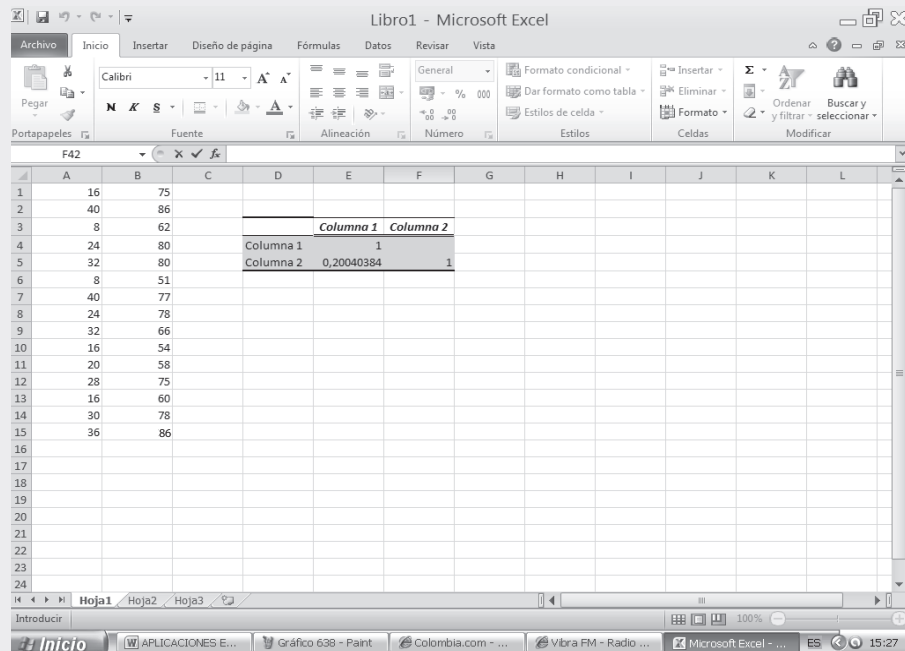 Libro1 - Microsoft Excel
Archivo Inicio Insertar Diseño de página Fórmulas Datos Revisar Vista
Pegar
Calibri 11 A A
N K S A
General
% 000
Formato condicional
Dar formato como tabla
Estilos de celda
Insertar
Eliminar
Formato
Σ
Ordenar y filtrar
Buscar y seleccionar
Portapapeles Fuente Alineación Número Estilos Celdas Modificar
F42 fx
A B C D E F G H I J K L
1 16 75
2 40 86
3 8 62 Columna 1 Columna 2
4 24 80 Columna 1 1
5 32 80 Columna 2 0,20040384 1
6 8 51
7 40 77
8 24 78
9 32 66
10 16 54
11 20 58
12 28 75
13 16 60
14 30 78
15 36 86
16
17
18
19
20
21
22
23
24
Hoja1 Hoja2 Hoja3
Introducir 100%
Inicio APLICACIONES E... Gráfico 638 - Paint Colombia.com - ... Vibra FM - Radio ... Microsoft Excel - ... ES 15:27